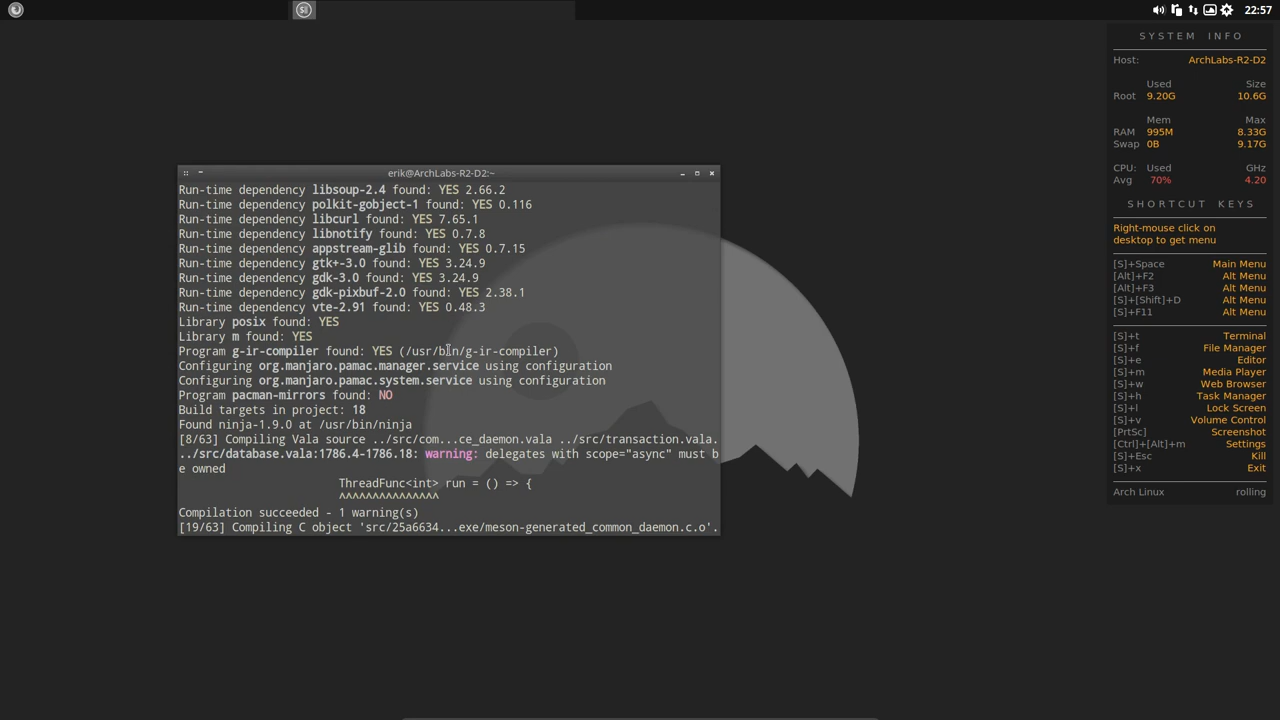 22:57
erik@ArchLabs-R2-D2:~
Run-time dependency libsoup-2.4 found: YES 2.66.2
Run-time dependency polkit-gobject-1 found: YES 0.116
Run-time dependency libcurl found: YES 7.65.1
Run-time dependency libnotify found: YES 0.7.8
Run-time dependency appstream-glib found: YES 0.7.15
Run-time dependency gtk+-3.0 found: YES 3.24.9
Run-time dependency gdk-3.0 found: YES 3.24.9
Run-time dependency gdk-pixbuf-2.0 found: YES 2.38.1
Run-time dependency vte-2.91 found: YES 0.48.3
Library posix found: YES
Library m found: YES
Program g-ir-compiler found: YES (/usr/bin/g-ir-compiler)
Configuring org.manjaro.pamac.manager.service using configuration
Configuring org.manjaro.pamac.system.service using configuration
Program pacman-mirrors found: NO
Build targets in project: 18
Found ninja-1.9.0 at /usr/bin/ninja
[8/63] Compiling Vala source ../src/com...ce_daemon.vala ../src/transaction.vala.
../src/database.vala:1786.4-1786.18: warning: delegates with scope="async" must b
e owned
ThreadFunc<int> run = () => {
^^^^^^^^^^^^^^^
Compilation succeeded - 1 warning(s)
[19/63] Compiling C object 'src/25a6634...exe/meson-generated_common_daemon.c.o'.
SYSTEM INFO
Host: ArchLabs-R2-D2
Used Size
Root 9.20G 10.6G
Mem Max
RAM 995M 8.33G
Swap 0B 9.17G
CPU: Used GHz
Avg 70% 4.20
SHORTCUT KEYS
Right-mouse click on
desktop to get menu
[S]+Space Main Menu
[Alt]+F2 Alt Menu
[Alt]+F3 Alt Menu
[S]+[Shift]+D Alt Menu
[S]+F11 Alt Menu
[S]+t Terminal
[S]+f File Manager
[S]+e Editor
[S]+m Media Player
[S]+w Web Browser
[S]+h Task Manager
[S]+l Lock Screen
[S]+v Volume Control
[PrtSc] Screenshot
[Ctrl]+[Alt]+m Settings
[S]+Esc Kill
[S]+x Exit
Arch Linux rolling